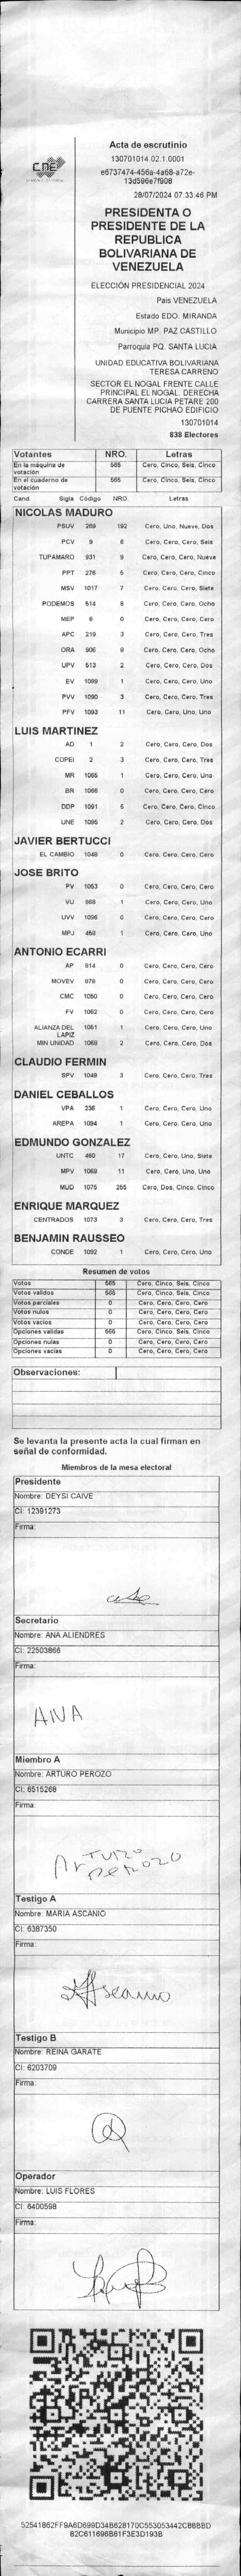 CNE
Acta de escrutinio
130701014.02.1.0001
e6737474-456a-4a68-a72e-
13d596e7f908
28/07/2024 07:33:46 PM
PRESIDENTA O
PRESIDENTE DE LA
REPUBLICA
BOLIVARIANA DE
VENEZUELA
ELECCIÓN PRESIDENCIAL 2024
Pais VENEZUELA
Estado EDO. MIRANDA
Municipio MP. PAZ CASTILLO
Parroquia PQ. SANTA LUCIA
UNIDAD EDUCATIVA BOLIVARIANA
TERESA CARRENO
SECTOR EL NOGAL FRENTE CALLE
PRINCIPAL EL NOGAL. DERECHA
CARRERA SANTA LUCIA PETARE 200
DE PUENTE PICHAO EDIFICIO
130701014
838 Electores
Votantes NRO. Letras
En la máquina de votación 565 Cero, Cinco, Seis, Cinco
En el cuaderno de votación 565 Cero, Cinco, Seis, Cinco
Cand. Sigla Código NRO. Letras
NICOLAS MADURO
PSUV 269 192 Cero, Uno, Nueve, Dos
PCV 9 6 Cero, Cero, Cero, Seis
TUPAMARO 931 9 Cero, Cero, Cero, Nueve
PPT 276 5 Cero, Cero, Cero, Cinco
MSV 1017 7 Cero, Cero, Cero, Siete
PODEMOS 514 8 Cero, Cero, Cero, Ocho
MEP 6 0 Cero, Cero, Cero, Cero
APC 219 3 Cero, Cero, Cero, Tres
ORA 906 8 Cero, Cero, Cero, Ocho
UPV 513 2 Cero, Cero, Cero, Dos
EV 1089 1 Cero, Cero, Cero, Uno
PVV 1090 3 Cero, Cero, Cero, Tres
PFV 1093 11 Cero, Cero, Uno, Uno
LUIS MARTINEZ
AD 1 2 Cero, Cero, Cero, Dos
COPEI 2 3 Cero, Cero, Cero, Tres
MR 1065 1 Cero, Cero, Cero, Uno
BR 1066 0 Cero, Cero, Cero, Cero
DDP 1091 5 Cero, Cero, Cero, Cinco
UNE 1095 2 Cero, Cero, Cero, Dos
JAVIER BERTUCCI
EL CAMBIO 1048 0 Cero, Cero, Cero, Cero
JOSE BRITO
PV 1053 0 Cero, Cero, Cero, Cero
VU 868 1 Cero, Cero, Cero, Uno
UVV 1096 0 Cero, Cero, Cero, Cero
MPJ 458 1 Cero, Cero, Cero, Uno
ANTONIO ECARRI
AP 814 0 Cero, Cero, Cero, Cero
MOVEV 978 0 Cero, Cero, Cero, Cero
CMC 1050 0 Cero, Cero, Cero, Cero
FV 1062 0 Cero, Cero, Cero, Cero
ALIANZA DEL LAPIZ 1051 1 Cero, Cero, Cero, Uno
MIN UNIDAD 1069 2 Cero, Cero, Cero, Dos
CLAUDIO FERMIN
SPV 1049 3 Cero, Cero, Cero, Tres
DANIEL CEBALLOS
VPA 236 1 Cero, Cero, Cero, Uno
AREPA 1094 1 Cero, Cero, Cero, Uno
EDMUNDO GONZALEZ
UNTC 460 17 Cero, Cero, Uno, Siete
MPV 1069 11 Cero, Cero, Uno, Uno
MUD 1075 255 Cero, Dos, Cinco, Cinco
ENRIQUE MARQUEZ
CENTRADOS 1073 3 Cero, Cero, Cero, Tres
BENJAMIN RAUSSEO
CONDE 1092 1 Cero, Cero, Cero, Uno
Resumen de votos
Votos 565 Cero, Cinco, Seis, Cinco
Votos validos 565 Cero, Cinco, Seis, Cinco
Votos parciales 0 Cero, Cero, Cero, Cero
Votos nulos 0 Cero, Cero, Cero, Cero
Votos vacios 0 Cero, Cero, Cero, Cero
Opciones validas 565 Cero, Cinco, Seis, Cinco
Opciones nulas 0 Cero, Cero, Cero, Cero
Opciones vacias 0 Cero, Cero, Cero, Cero
Observaciones:
Se levanta la presente acta la cual firman en
señal de conformidad.
Miembros de la mesa electoral
Presidente
Nombre: DEYSI CAIVE
CI: 12391273
Firma:
Secretario
Nombre: ANA ALIENDRES
CI: 22503866
Firma:
ANA
Miembro A
Nombre: ARTURO PEROZO
CI: 6515268
Firma:
Arturo
perozo
Testigo A
Nombre: MARIA ASCANIO
CI: 6387350
Firma:
Testigo B
Nombre: REINA GARATE
CI: 6203709
Firma:
Operador
Nombre: LUIS FLORES
CI: 6400598
Firma:
52541862FF9A6D699D34B628170C553053442C88BBD
82C611696B61F3E3D193B